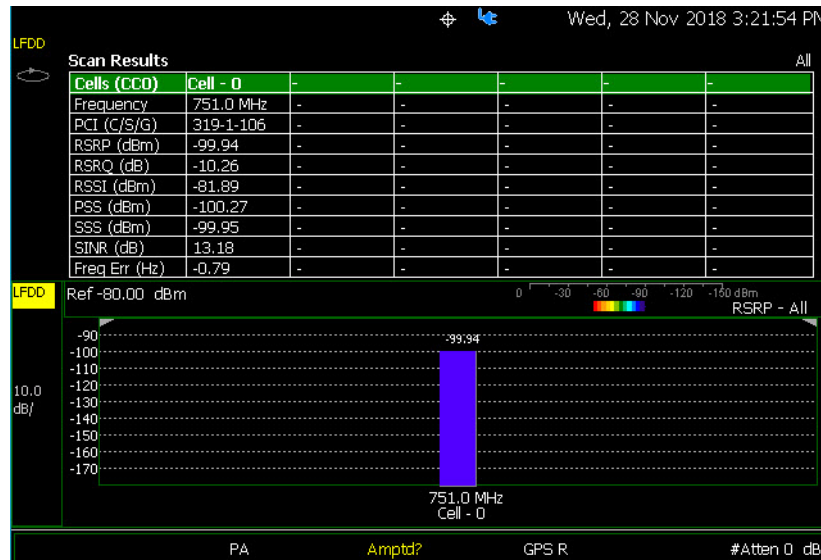 Wed, 28 Nov 2018 3:21:54 PM
LFDD
Scan Results All
Cells (CC0) Cell - 0 - - - - -
Frequency 751.0 MHz - - - - -
PCI (C/S/G) 319-1-106 - - - - -
RSRP (dBm) -99.94 - - - - -
RSRQ (dB) -10.26 - - - - -
RSSI (dBm) -81.89 - - - - -
PSS (dBm) -100.27 - - - - -
SSS (dBm) -99.95 - - - - -
SINR (dB) 13.18 - - - - -
Freq Err (Hz) -0.79 - - - - -
LFDD Ref -80.00 dBm 0 -30 -60 -90 -120 -150 dBm
RSRP - All
-90
-99.94
-100
-110
-120
10.0
dB/
-130
-140
-150
-160
-170
751.0 MHz
Cell - 0
PA Amptd? GPS R #Atten 0 dB